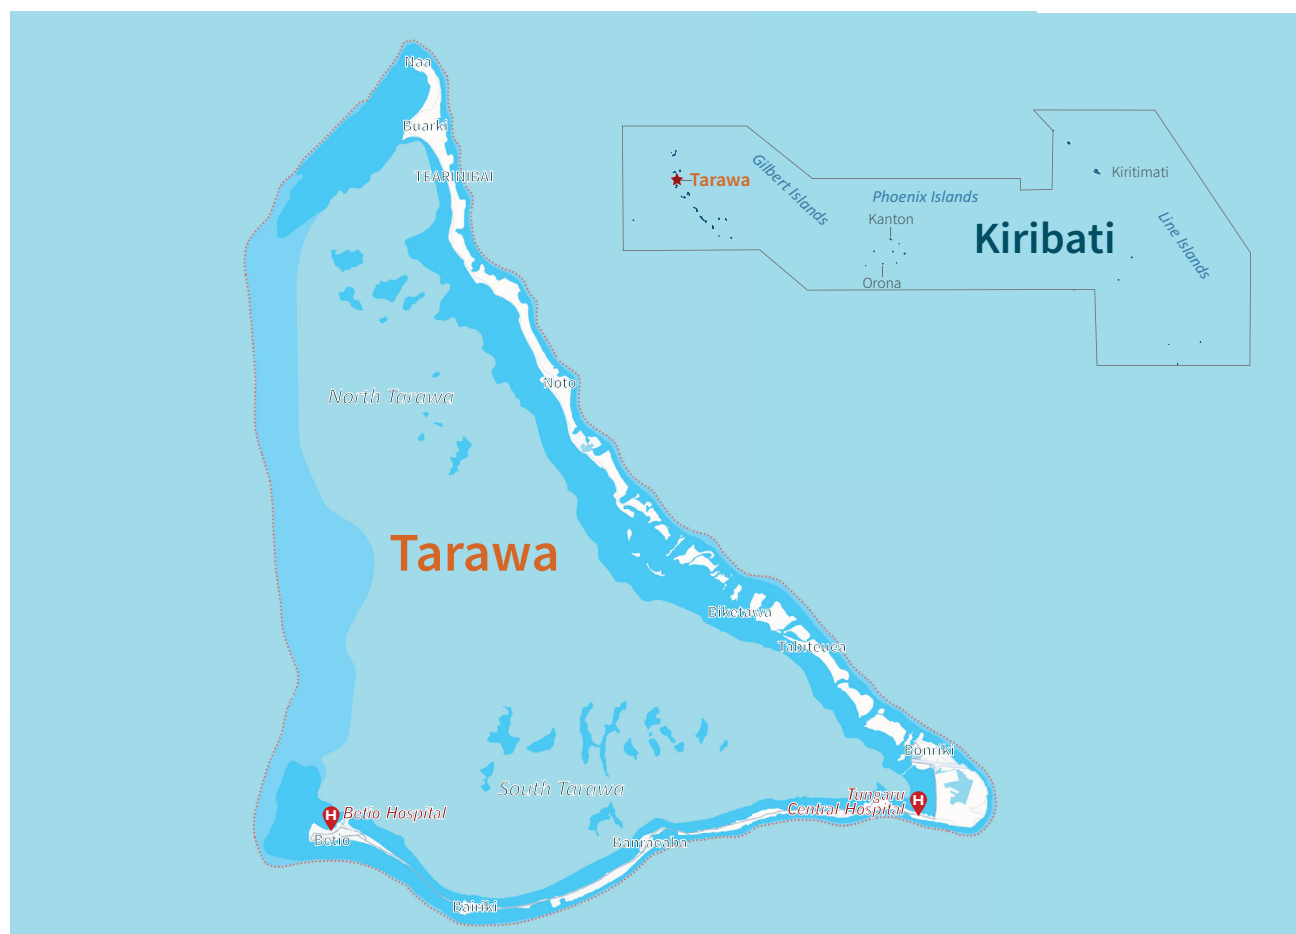 Naa
Buarki
TEARINIBAI
Tarawa
Gilbert Islands
Phoenix Islands
Kanton
Kiribati
Kiritimati
Line Islands
Orona
Noto
North Tarawa
Tarawa
Biketawa
Tabiteuea
Bonriki
South Tarawa
Tungaru
Central Hospital
H
H
Betio Hospital
Betio
Banraeaba
Bairiki